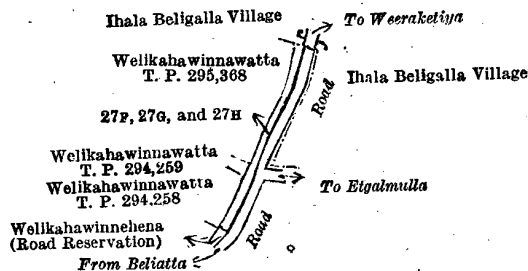 Ihala Beligalla Village
To Weeraketiya
Welikahawinnawatta
T. P. 295,368
Ihala Beligalla Village
Road
27F, 27G, and 27H
Welikahawinnawatta
T. P. 294,259
Welikahawinnawatta
T. P. 294.258
To Etgalmulla
Welikahawinnehena
(Road Reservation)
Road
From Beliatta